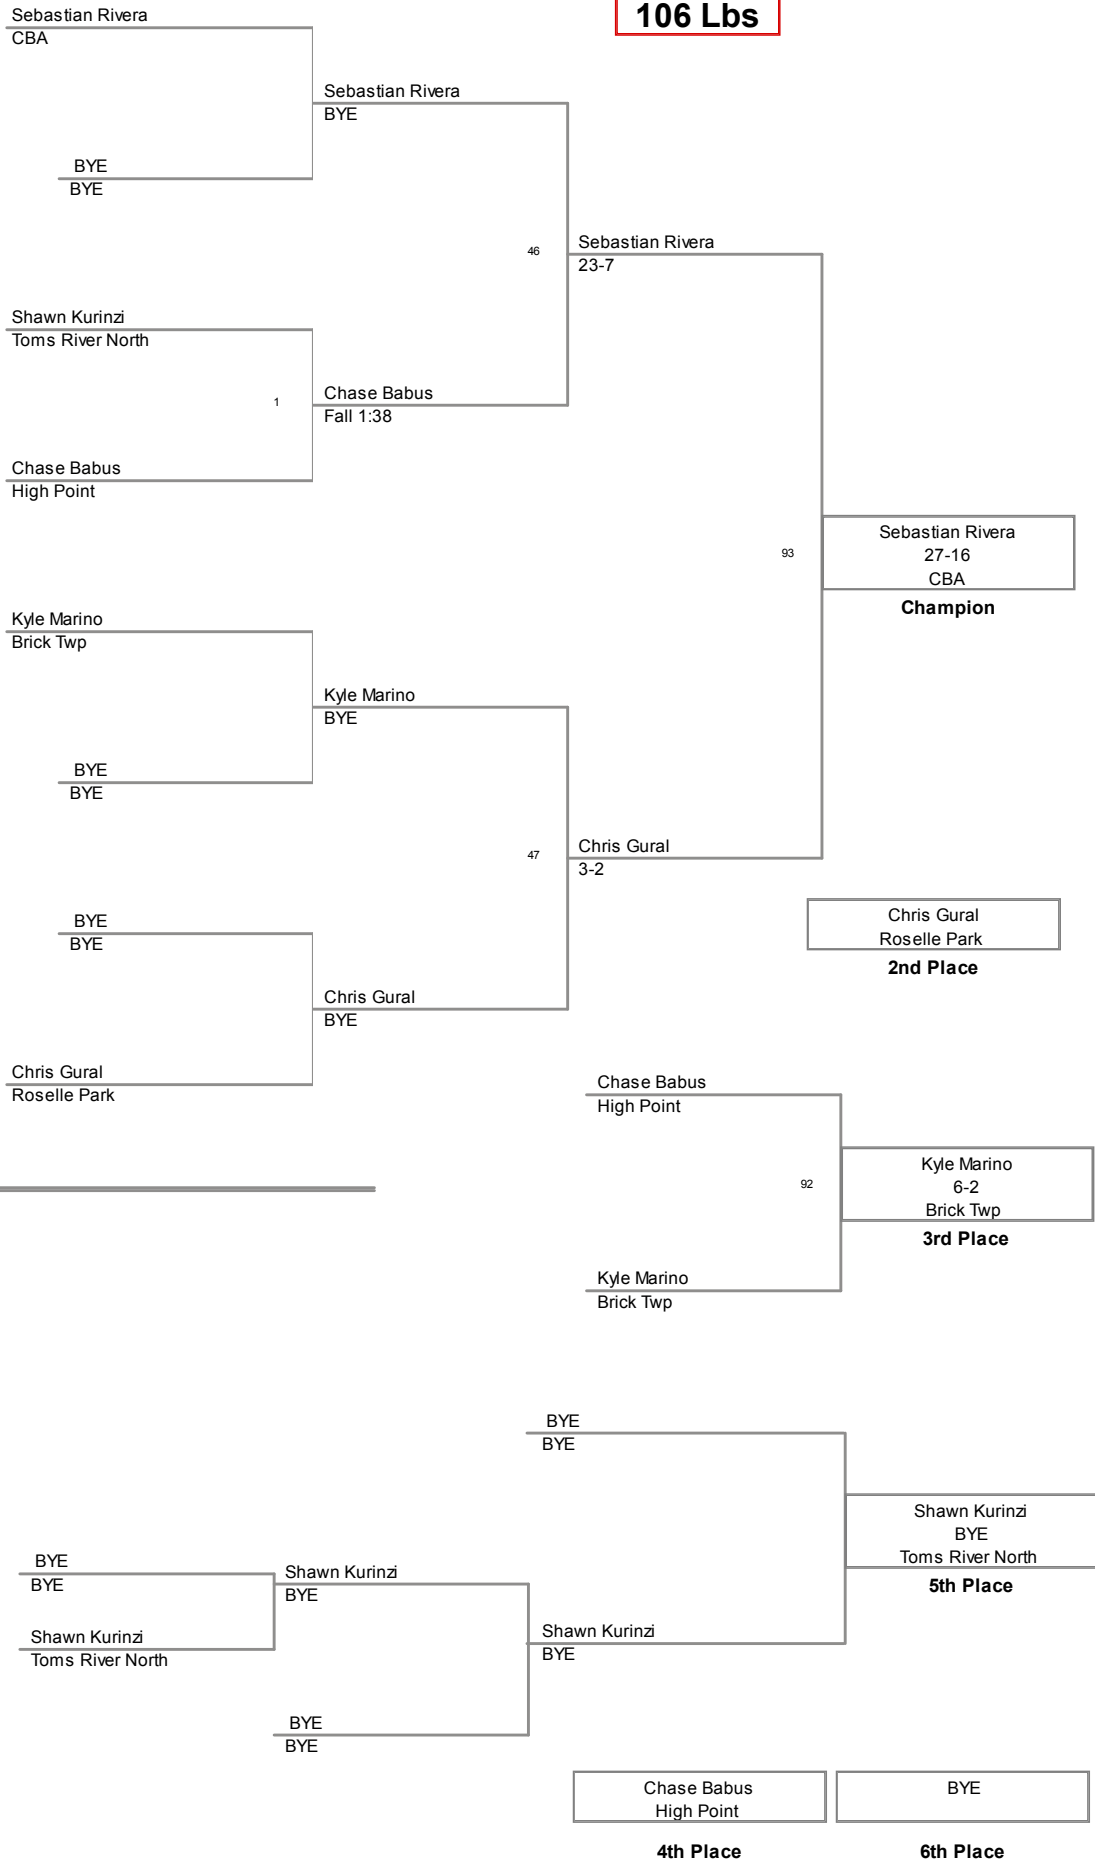 106 Lbs
Sebastian Rivera
CBA
Sebastian Rivera
BYE
BYE
BYE
46
Sebastian Rivera
23-7
Shawn Kurinzi
Toms River North
1
Chase Babus
Fall 1:38
Chase Babus
High Point
93
Sebastian Rivera
27-16
CBA
Champion
Kyle Marino
Brick Twp
Kyle Marino
BYE
BYE
BYE
47
Chris Gural
3-2
BYE
BYE
Chris Gural
Roselle Park
2nd Place
Chris Gural
BYE
Chris Gural
Roselle Park
Chase Babus
High Point
92
Kyle Marino
6-2
Brick Twp
3rd Place
Kyle Marino
Brick Twp
BYE
BYE
Shawn Kurinzi
BYE
Toms River North
5th Place
BYE
BYE
Shawn Kurinzi
BYE
Shawn Kurinzi
Toms River North
Shawn Kurinzi
BYE
BYE
BYE
Chase Babus
High Point
4th Place
BYE
6th Place